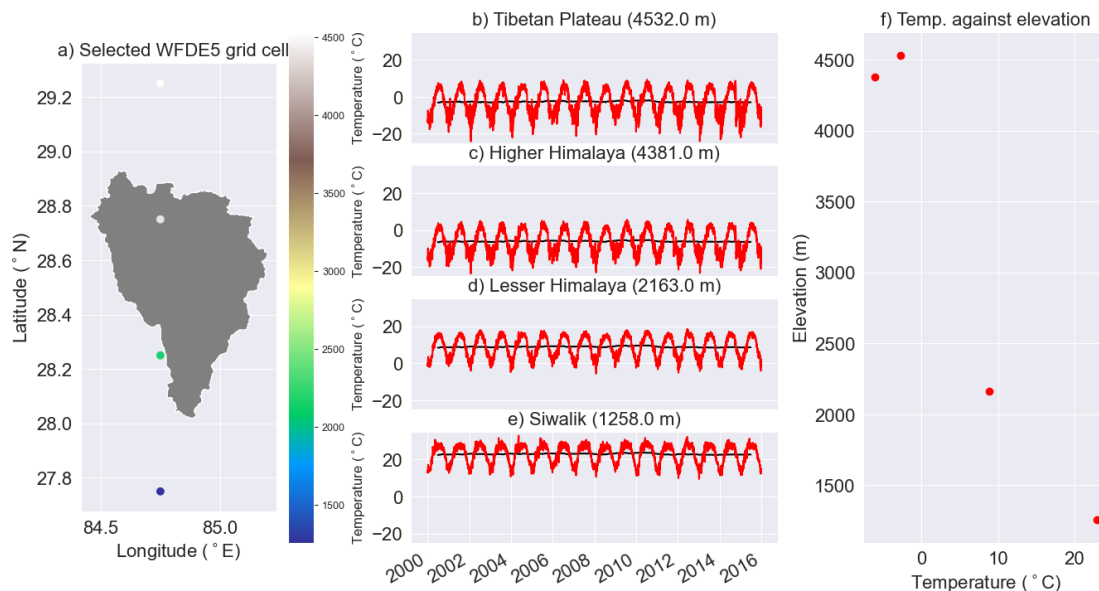 a) Selected WFDE5 grid cell
29.2
29.0
28.8
28.6
28.4
28.2
28.0
27.8
Latitude (°N)
84.5 85.0
Longitude (°E)
4500
4000
3500
3000
2500
2000
1500
b) Tibetan Plateau (4532.0 m)
Temperature (°C)
20
0
−20
c) Higher Himalaya (4381.0 m)
Temperature (°C)
20
0
−20
d) Lesser Himalaya (2163.0 m)
Temperature (°C)
20
0
e) Siwalik (1258.0 m)
Temperature (°C)
20
0
−20
2000 2002 2004 2006 2008 2010 2012 2014 2016
f) Temp. against elevation
4500
4000
3500
3000
2500
2000
1500
Elevation (m)
0 20
Temperature (°C)